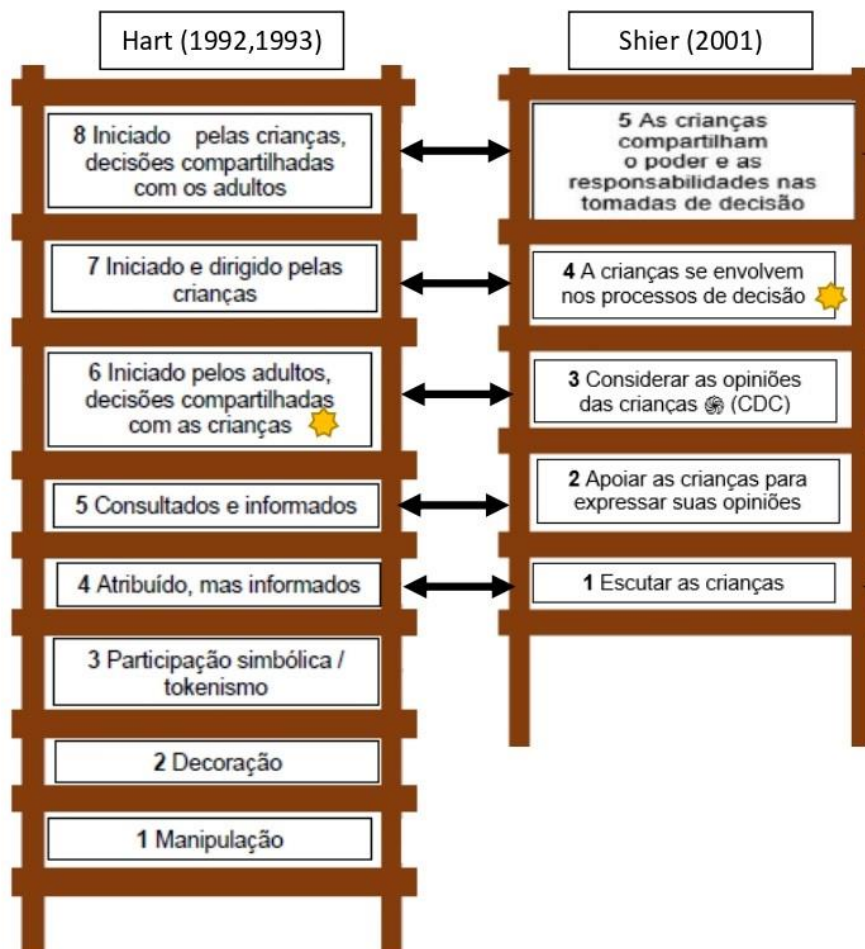 Hart (1992,1993)
8 Iniciado pelas crianças,
decisões compartilhadas
com os adultos
7 Iniciado e dirigido pelas
crianças
6 Iniciado pelos adultos,
decisões compartilhadas
com as crianças
5 Consultados e informados
4 Atribuído, mas informados
3 Participação simbólica /
tokenismo
2 Decoração
1 Manipulação
Shier (2001)
5 As crianças
compartilham
o poder e as
responsabilidades nas
tomadas de decisão
4 A crianças se envolvem
nos processos de decisão
3 Considerar as opiniões
das crianças (CDC)
2 Apoiar as crianças para
expressar suas opiniões
1 Escutar as crianças